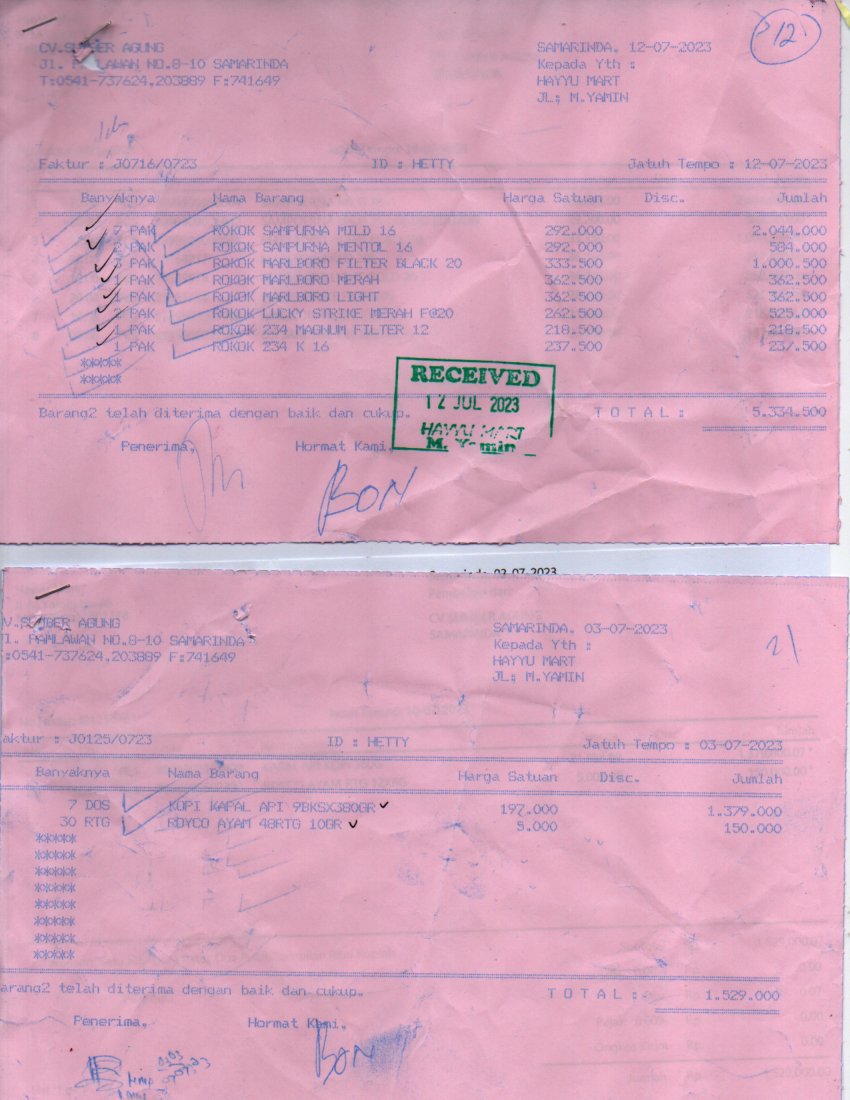 CV.SUMBER AGUNG
SAMARINDA, 12-07-2023
12
Jl. LAWAN NO.8-10 SAMARINDA
Kepada Yth :
T:0541-737624,203889 F:741649
HAYYU MART
JL; M.YAMIN
Faktur : J0716/0723 ID : HETTY Jatuh Tempo : 12-07-2023
Banyaknya Nama Barang Harga Satuan Disc. Jumlah
7 PAK ROKOK SAMPURNA MILD 16 292.000 2.044.000
2 PAK ROKOK SAMPURNA MENTOL 16 292.000 584.000
3 PAK ROKOK MARLBORO FILTER BLACK 20 333.500 1.000.500
1 PAK ROKOK MARLBORO MERAH 362.500 362.500
1 PAK ROKOK MARLBORO LIGHT 362.500 362.500
2 PAK ROKOK LUCKY STRIKE MERAH F@20 262.500 525.000
1 PAK ROKOK 234 MAGNUM FILTER 12 218.500 218.500
1 PAK ROKOK 234 K 16 237.500 237.500
*****
*****
RECEIVED
12 JUL 2023
HAYYU MART
M. Yamin
Barang2 telah diterima dengan baik dan cukup. T O T A L : 5.334.500
Penerima, Hormat Kami,
BON
03-07-2023
V.SUMBER AGUNG
SAMARINDA, 03-07-2023
21
l. PAHLAWAN NO.8-10 SAMARINDA
Kepada Yth :
:0541-737624,203889 F:741649
HAYYU MART
JL; M.YAMIN
aktur : J0125/0723 ID : HETTY Jatuh Tempo : 03-07-2023
Banyaknya Nama Barang Harga Satuan Disc. Jumlah
7 DOS KOPI KAPAL API 9BKSX380GR 197.000 1.379.000
30 RTG ROYCO AYAM 48RTG 10GR 5.000 150.000
*****
*****
*****
*****
*****
*****
*****
*****
arang2 telah diterima dengan baik dan cukup. T O T A L : 1.529.000
Penerima, Hormat Kami,
BON